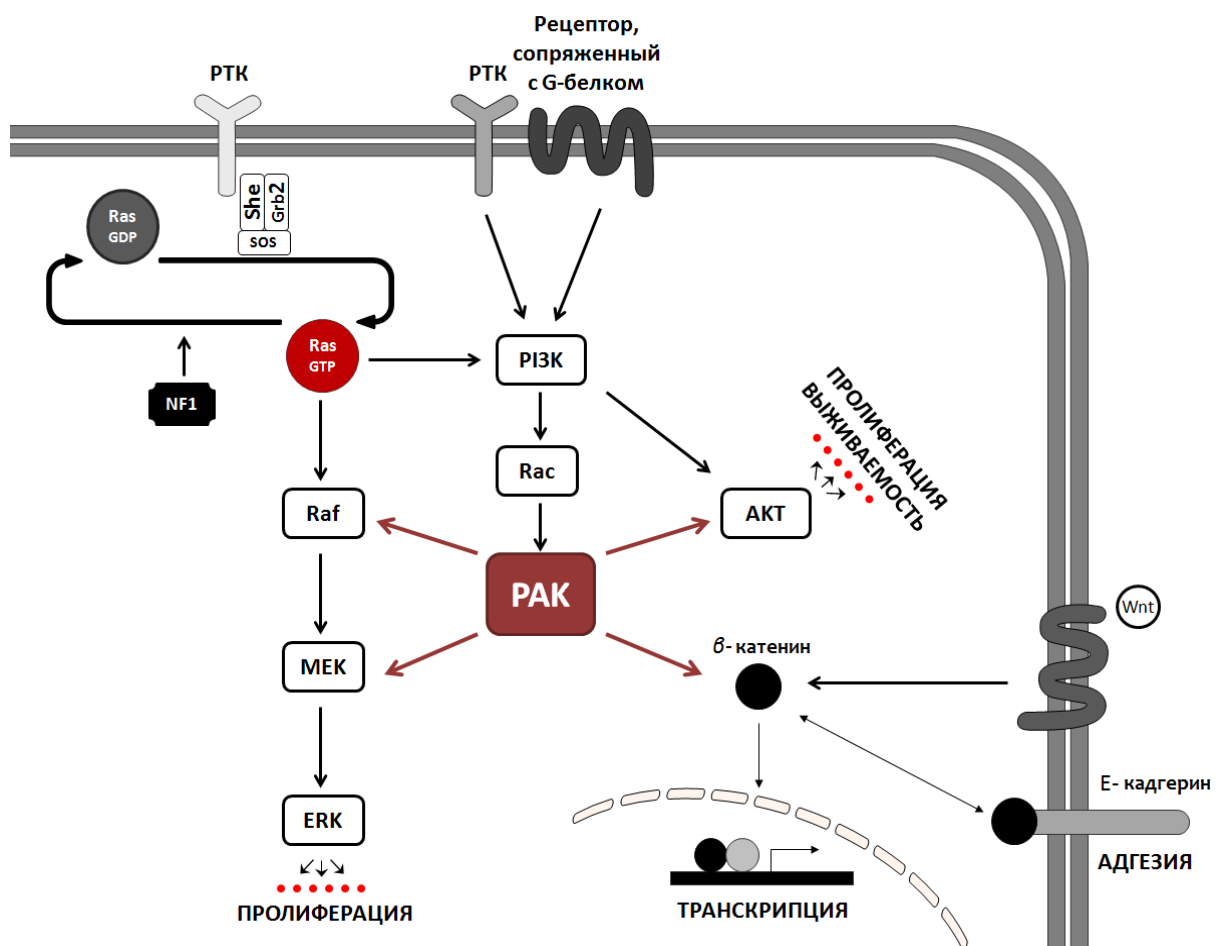 Рецептор,
сопряженный
с G-белком
РТК
РТК
Ras
GDP
She
Grb2
SOS
Ras
GTP
PI3K
NF1
ПРОЛИФЕРАЦИЯ
ВЫЖИВАЕМОСТЬ
Rac
Raf
AKT
PAK
Wnt
β- катенин
MEK
E- кадгерин
ERK
АДГЕЗИЯ
ПРОЛИФЕРАЦИЯ
ТРАНСКРИПЦИЯ